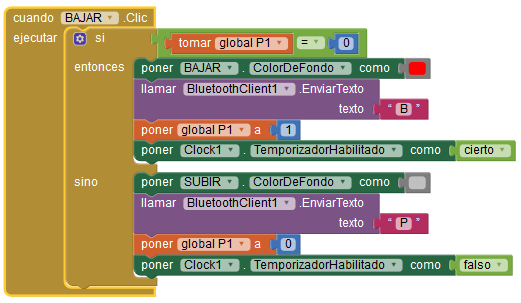 cuando BAJAR .Clic
ejecutar si tomar global P1 = 0
entonces poner BAJAR . ColorDeFondo como
llamar BluetoothClient1 .EnviarTexto
texto " B "
poner global P1 a 1
poner Clock1 . TemporizadorHabilitado como cierto
sino poner SUBIR . ColorDeFondo como
llamar BluetoothClient1 .EnviarTexto
texto " P "
poner global P1 a 0
poner Clock1 . TemporizadorHabilitado como falso